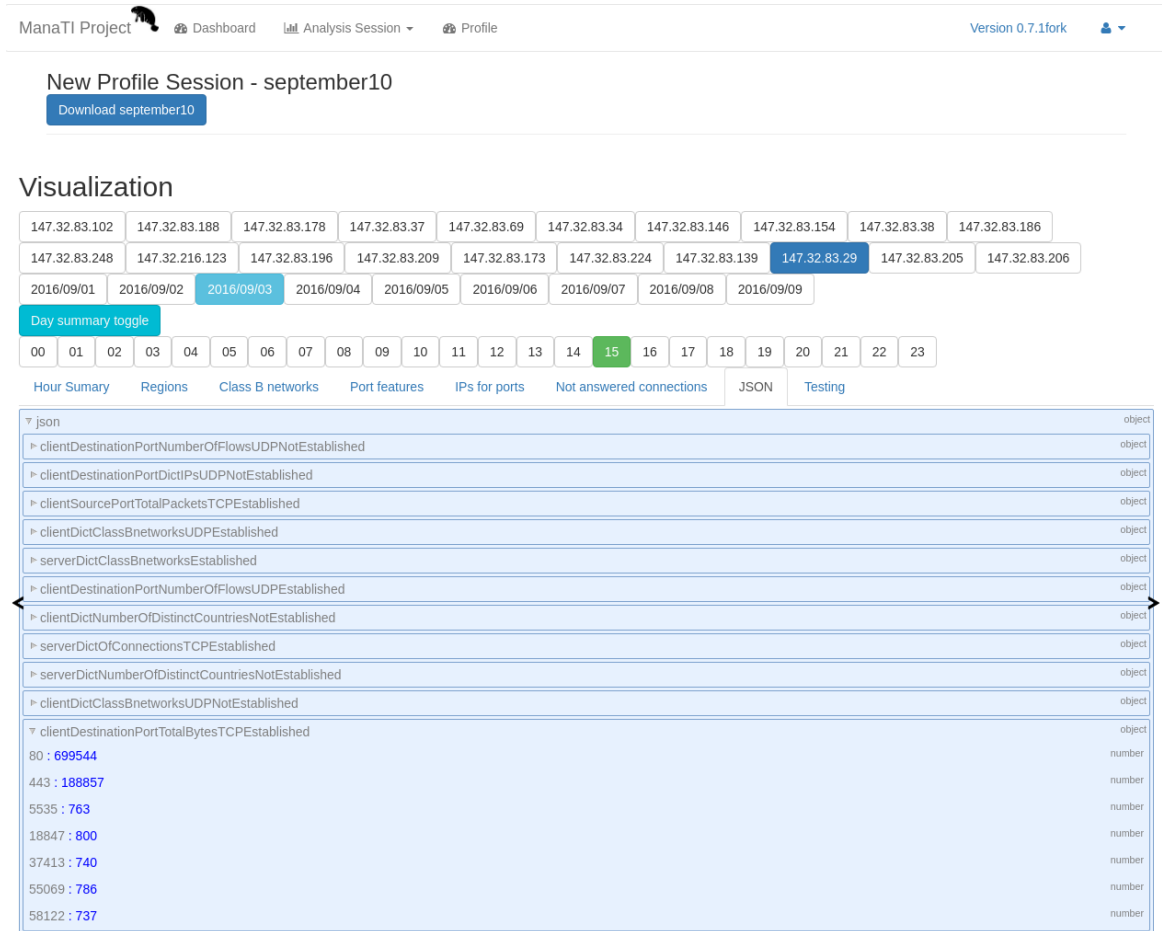 ManaTI Project Dashboard Analysis Session Profile Version 0.7.1fork
New Profile Session - september10
Download september10
Visualization
147.32.83.102 147.32.83.188 147.32.83.178 147.32.83.37 147.32.83.69 147.32.83.34 147.32.83.146 147.32.83.154 147.32.83.38 147.32.83.186
147.32.83.248 147.32.216.123 147.32.83.196 147.32.83.209 147.32.83.173 147.32.83.224 147.32.83.139 147.32.83.29 147.32.83.205 147.32.83.206
2016/09/01 2016/09/02 2016/09/03 2016/09/04 2016/09/05 2016/09/06 2016/09/07 2016/09/08 2016/09/09
Day summary toggle
00 01 02 03 04 05 06 07 08 09 10 11 12 13 14 15 16 17 18 19 20 21 22 23
Hour Sumary Regions Class B networks Port features IPs for ports Not answered connections JSON Testing
json object
clientDestinationPortNumberOfFlowsUDPNotEstablished object
clientDestinationPortDictIPsUDPNotEstablished object
clientSourcePortTotalPacketsTCPEstablished object
clientDictClassBnetworksUDPEstablished object
serverDictClassBnetworksEstablished object
clientDestinationPortNumberOfFlowsUDPEstablished object
clientDictNumberOfDistinctCountriesNotEstablished object
serverDictOfConnectionsTCPEstablished object
serverDictNumberOfDistinctCountriesNotEstablished object
clientDictClassBnetworksUDPNotEstablished object
clientDestinationPortTotalBytesTCPEstablished object
80 : 699544 number
443 : 188857 number
5535 : 763 number
18847 : 800 number
37413 : 740 number
55069 : 786 number
58122 : 737 number